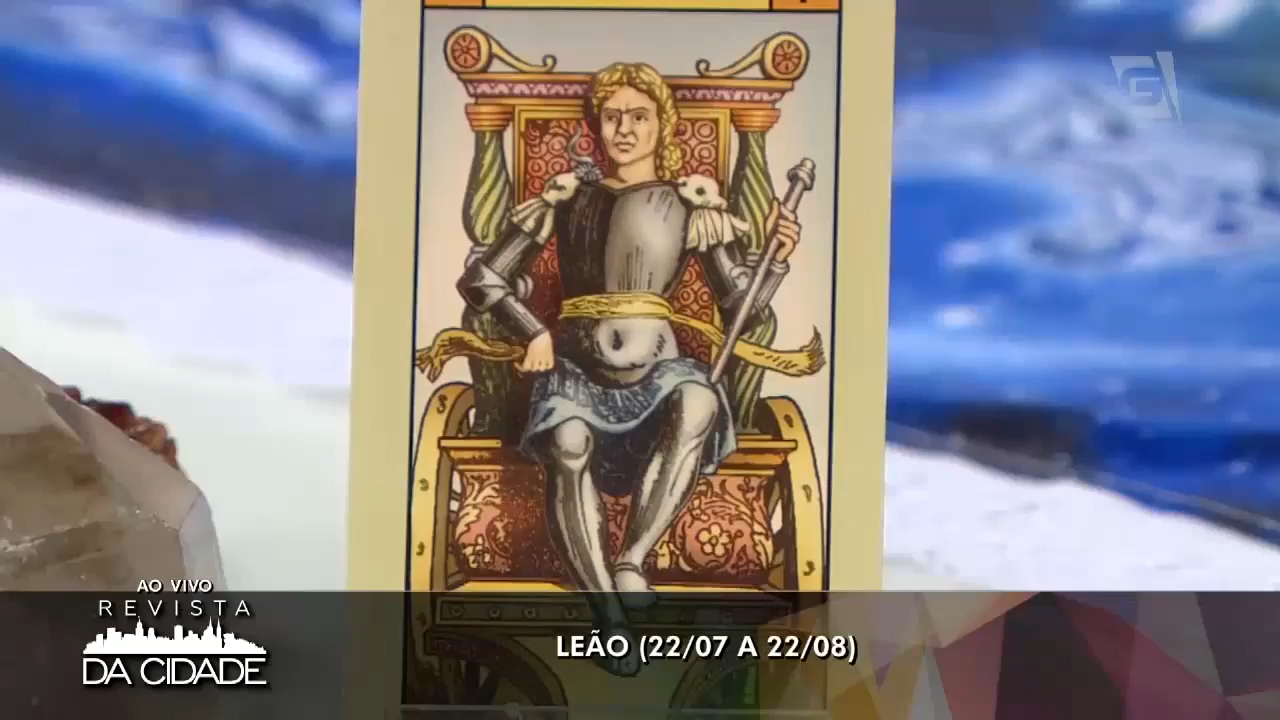 G
AO VIVO
REVISTA
DA CIDADE
LEÃO (22/07 A 22/08)